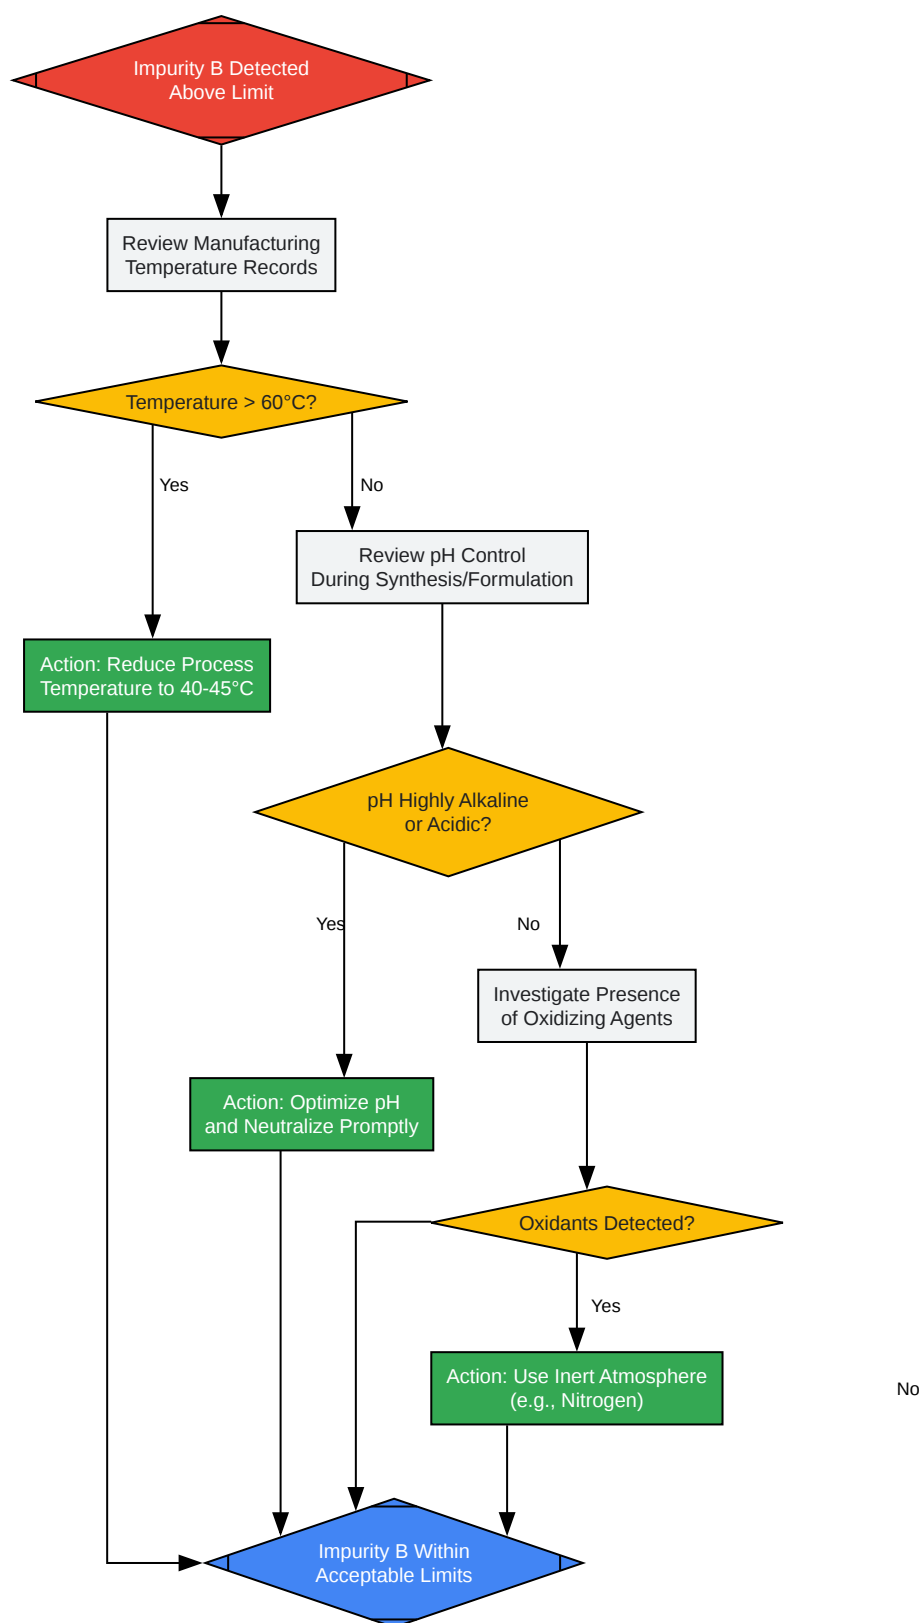 Impurity B Detected
Above Limit
Review Manufacturing
Temperature Records
Temperature > 60°C?
Yes
No
Review pH Control
During Synthesis/Formulation
Action: Reduce Process
Temperature to 40-45°C
pH Highly Alkaline
or Acidic?
Yes
No
Investigate Presence
of Oxidizing Agents
Action: Optimize pH
and Neutralize Promptly
Oxidants Detected?
Yes
Action: Use Inert Atmosphere
(e.g., Nitrogen)
No
Impurity B Within
Acceptable Limits